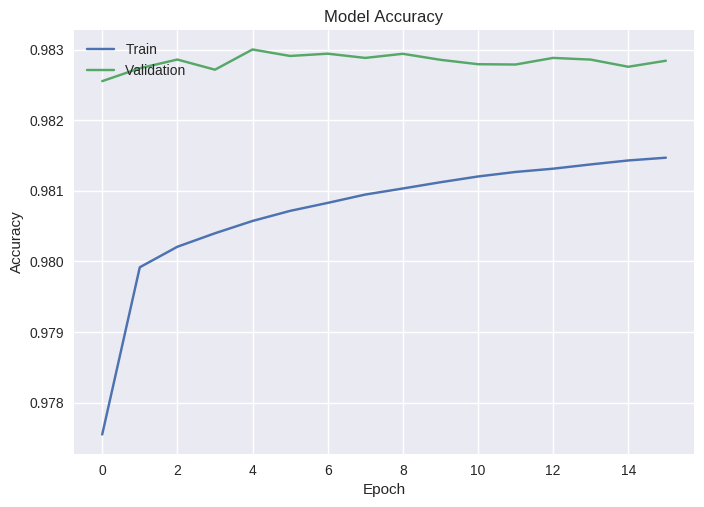 Model Accuracy
Train
Validation
0.983
0.982
0.981
0.980
0.979
0.978
Accuracy
0 2 4 6 8 10 12 14
Epoch